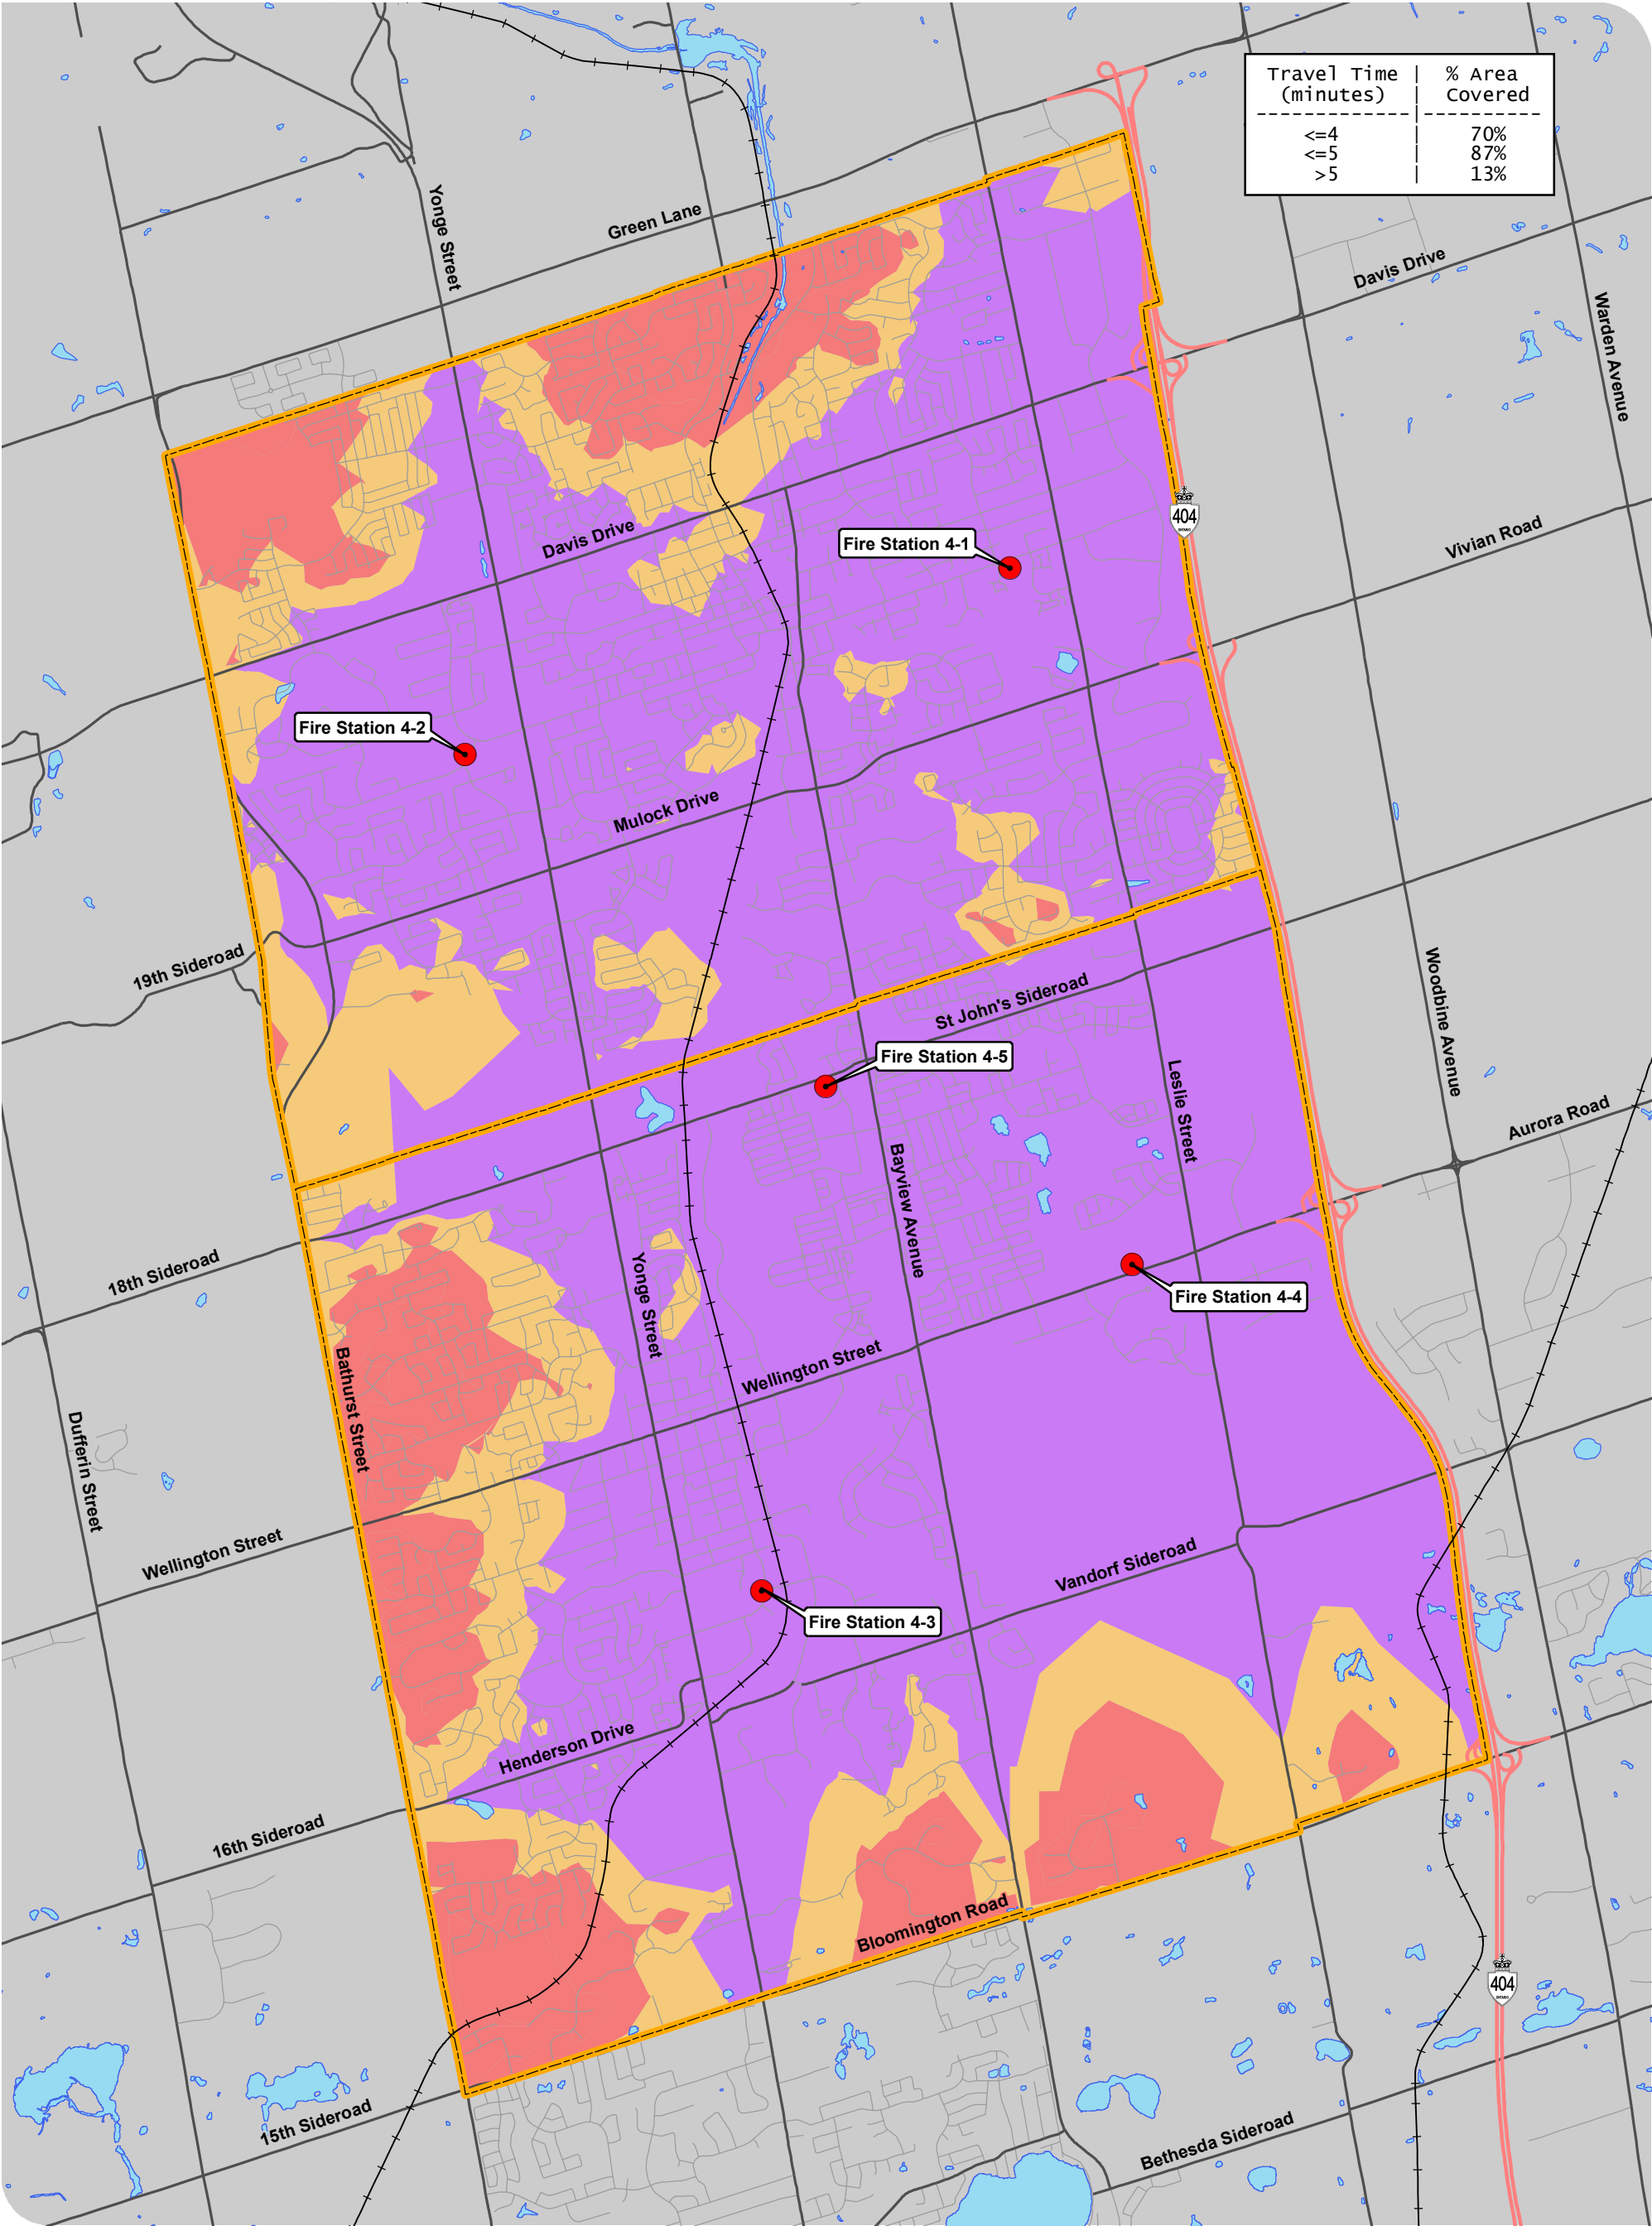 Travel Time | % Area
(minutes) | Covered
--------------|-----------
<=4 | 70%
<=5 | 87%
>5 | 13%
Yonge Street
Green Lane
Davis Drive
Warden Avenue
404
ONTARIO
Vivian Road
Davis Drive
Fire Station 4-1
Fire Station 4-2
Mulock Drive
19th Sideroad
St John's Sideroad
Woodbine Avenue
Fire Station 4-5
Leslie Street
Aurora Road
Bayview Avenue
18th Sideroad
Yonge Street
Fire Station 4-4
Bathurst Street
Wellington Street
Dufferin Street
Wellington Street
Vandorf Sideroad
Fire Station 4-3
Henderson Drive
16th Sideroad
Bloomington Road
404
ONTARIO
15th Sideroad
Bethesda Sideroad